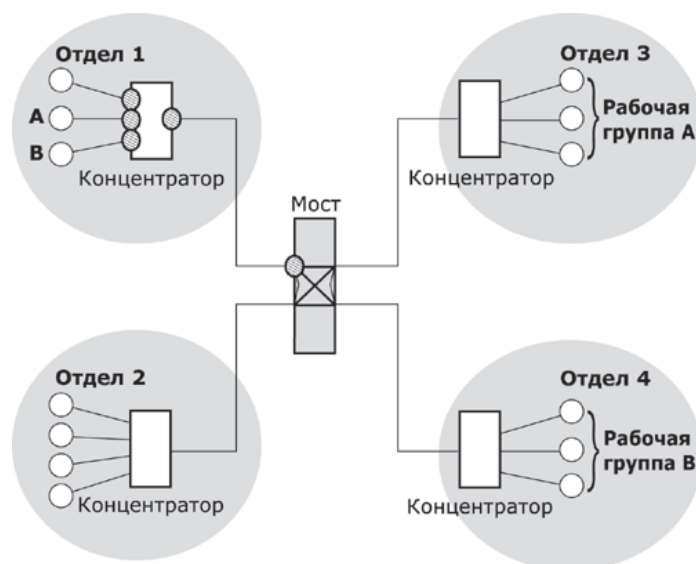 Отдел 1
A
B
Концентратор
Отдел 3
Рабочая
группа A
Концентратор
Мост
Отдел 2
Концентратор
Отдел 4
Рабочая
группа B
Концентратор